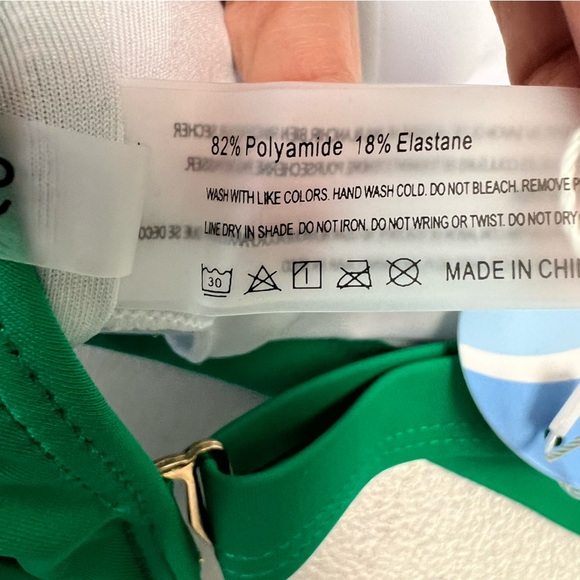 82% Polyamide 18% Elastane
WASH WITH LIKE COLORS. HAND WASH COLD. DO NOT BLEACH. REMOVE P
LINE DRY IN SHADE. DO NOT IRON. DO NOT WRING OR TWIST. DO NOT DRY
30
MADE IN CHI